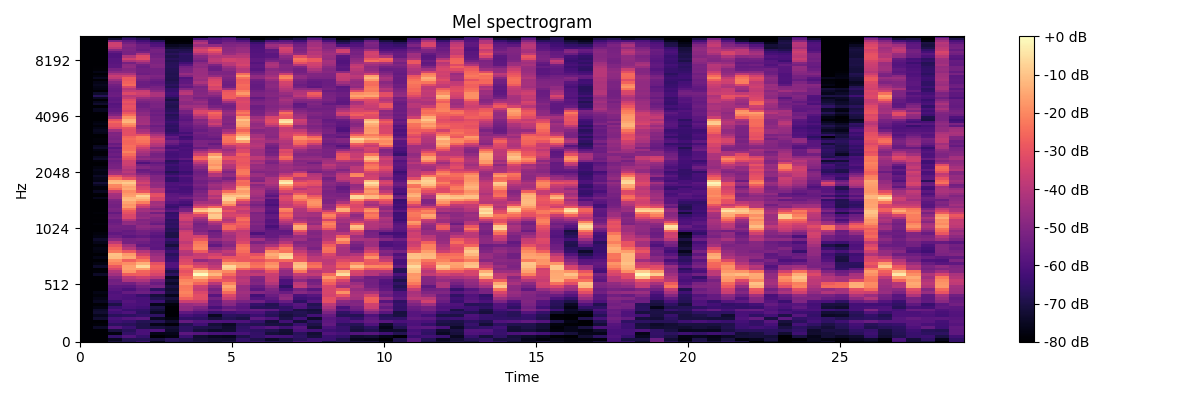 Mel spectrogram
+0 dB
8192
-10 dB
4096
-20 dB
-30 dB
2048
Hz
-40 dB
1024
-50 dB
-60 dB
512
-70 dB
0
-80 dB
0 5 10 15 20 25
Time